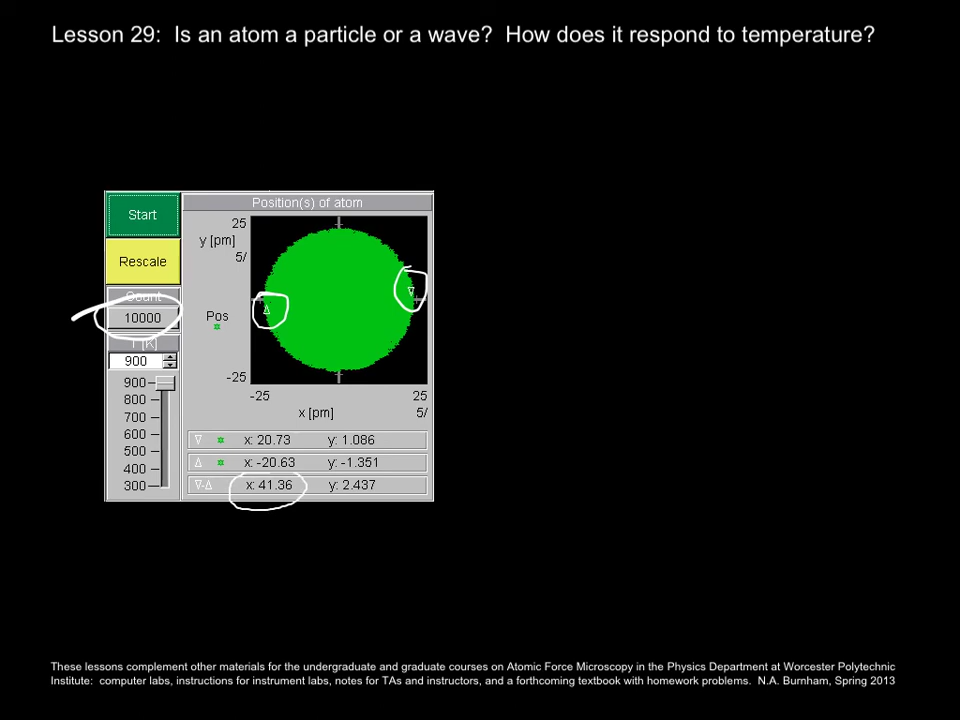 Lesson 29:  Is an atom a particle or a wave?  How does it respond to temperature?
Start
Position(s) of atom
25
y [pm]
5/
Rescale
Count
10000
Pos
T [K]
900
-25
-25
25
x [pm]
5/
900
800
700
600
500
400
300
x: 20.73 y: 1.086
x: -20.63 y: -1.351
∇-Δ x: 41.36 y: 2.437
These lessons complement other materials for the undergraduate and graduate courses on Atomic Force Microscopy in the Physics Department at Worcester Polytechnic
Institute:  computer labs, instructions for instrument labs, notes for TAs and instructors, and a forthcoming textbook with homework problems.  N.A. Burnham, Spring 2013